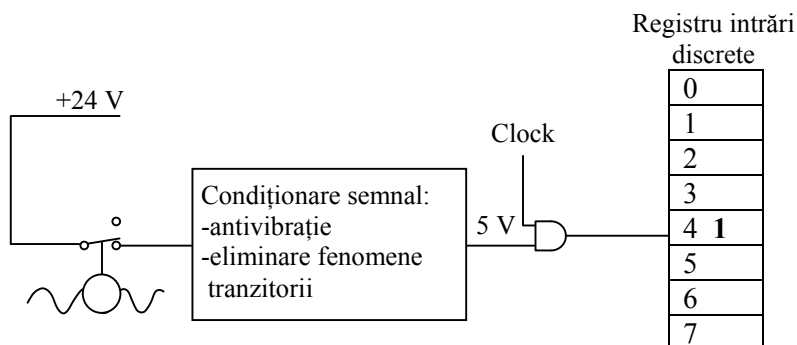 Registru intrări
discrete
+24 V
Clock
Condiționare semnal:
-antivibrație
-eliminare fenomene
tranzitorii
5 V
0
1
2
3
4 1
5
6
7